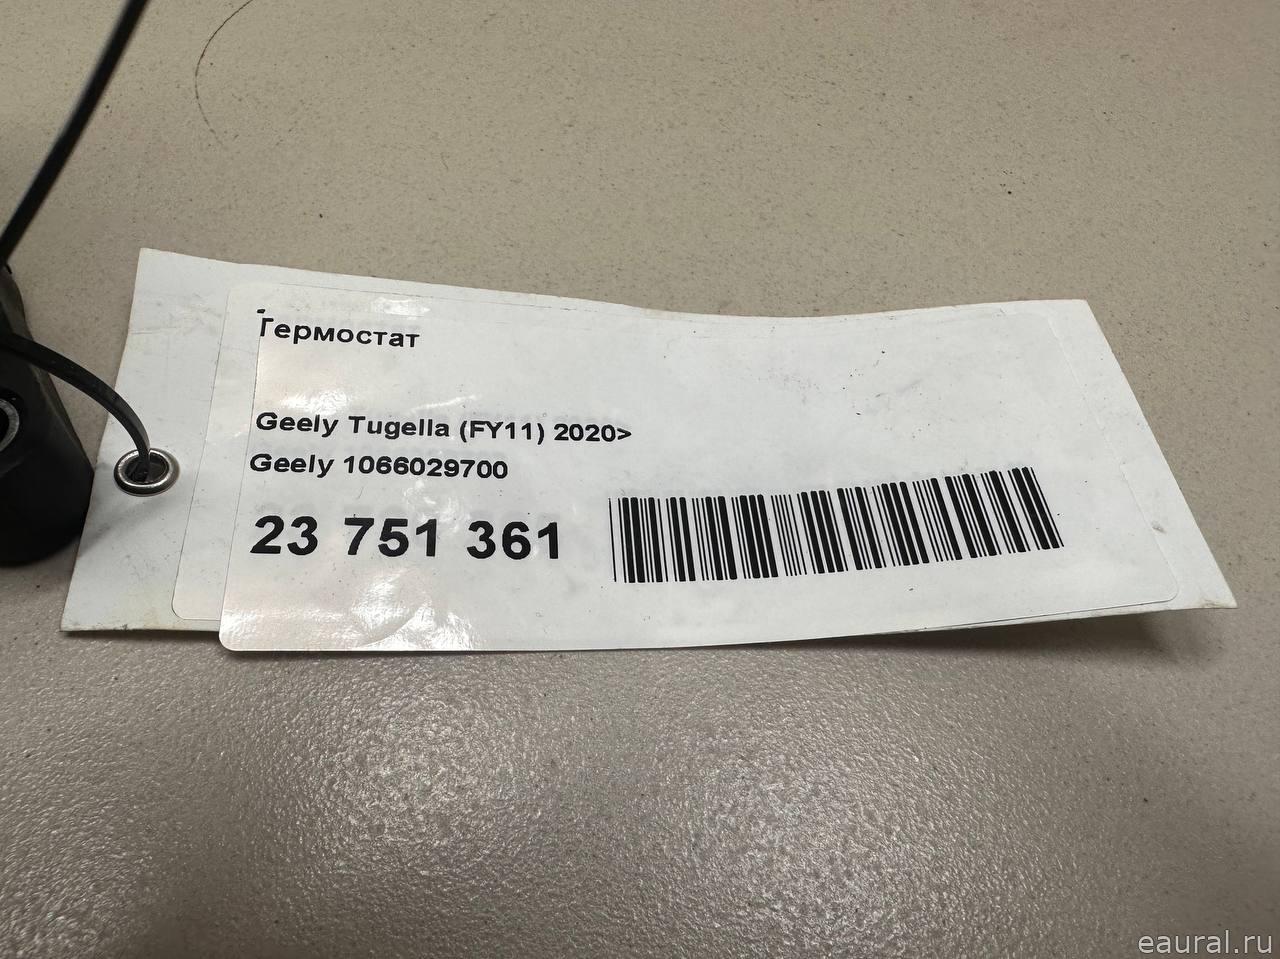 Термостат
Geely Tugella (FY11) 2020>
Geely 1066029700
23 751 361
eaural.ru